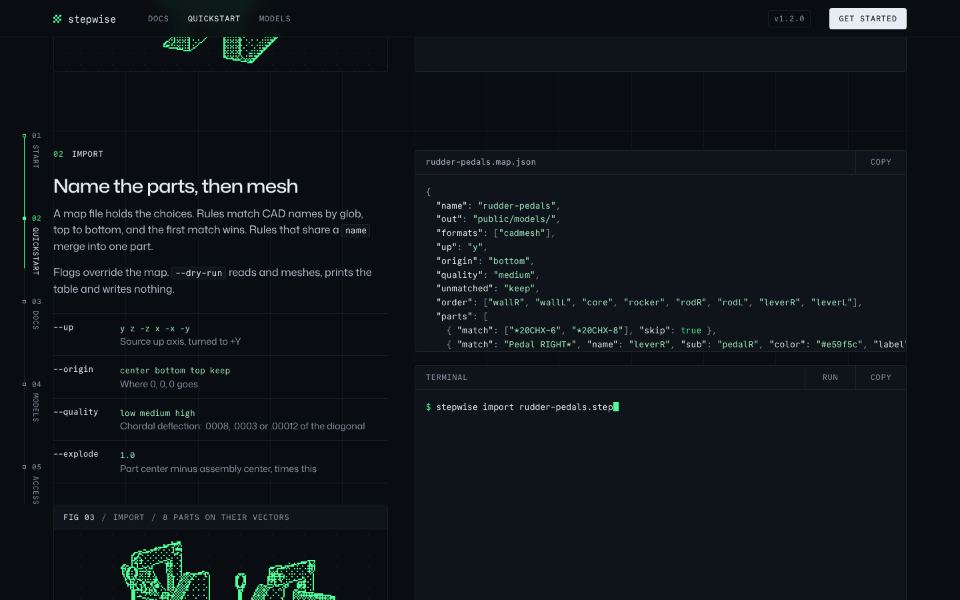 stepwise
DOCS
QUICKSTART
MODELS
v1.2.0
GET STARTED
01
START
02
QUICKSTART
03
DOCS
04
MODELS
05
ACCESS
02 IMPORT
Name the parts, then mesh
A map file holds the choices. Rules match CAD names by glob,
top to bottom, and the first match wins. Rules that share a name
merge into one part.
Flags override the map. --dry-run reads and meshes, prints the
table and writes nothing.
--up
y z -z x -x -y
Source up axis, turned to +Y
--origin
center bottom top keep
Where 0, 0, 0 goes
--quality
low medium high
Chordal deflection: .0008, .0003 or .00012 of the diagonal
--explode
1.0
Part center minus assembly center, times this
FIG 03 / IMPORT / 8 PARTS ON THEIR VECTORS
rudder-pedals.map.json
COPY
{
"name": "rudder-pedals",
"out": "public/models/",
"formats": ["cadmesh"],
"up": "y",
"origin": "bottom",
"quality": "medium",
"unmatched": "keep",
"order": ["wallR", "wallL", "core", "rocker", "rodR", "rodL", "leverR", "leverL"],
"parts": [
{ "match": ["*20CHX-6", "*20CHX-8"], "skip": true },
{ "match": "Pedal RIGHT*", "name": "leverR", "sub": "pedalR", "color": "#e59f5c", "label"
TERMINAL
RUN
COPY
$ stepwise import rudder-pedals.step